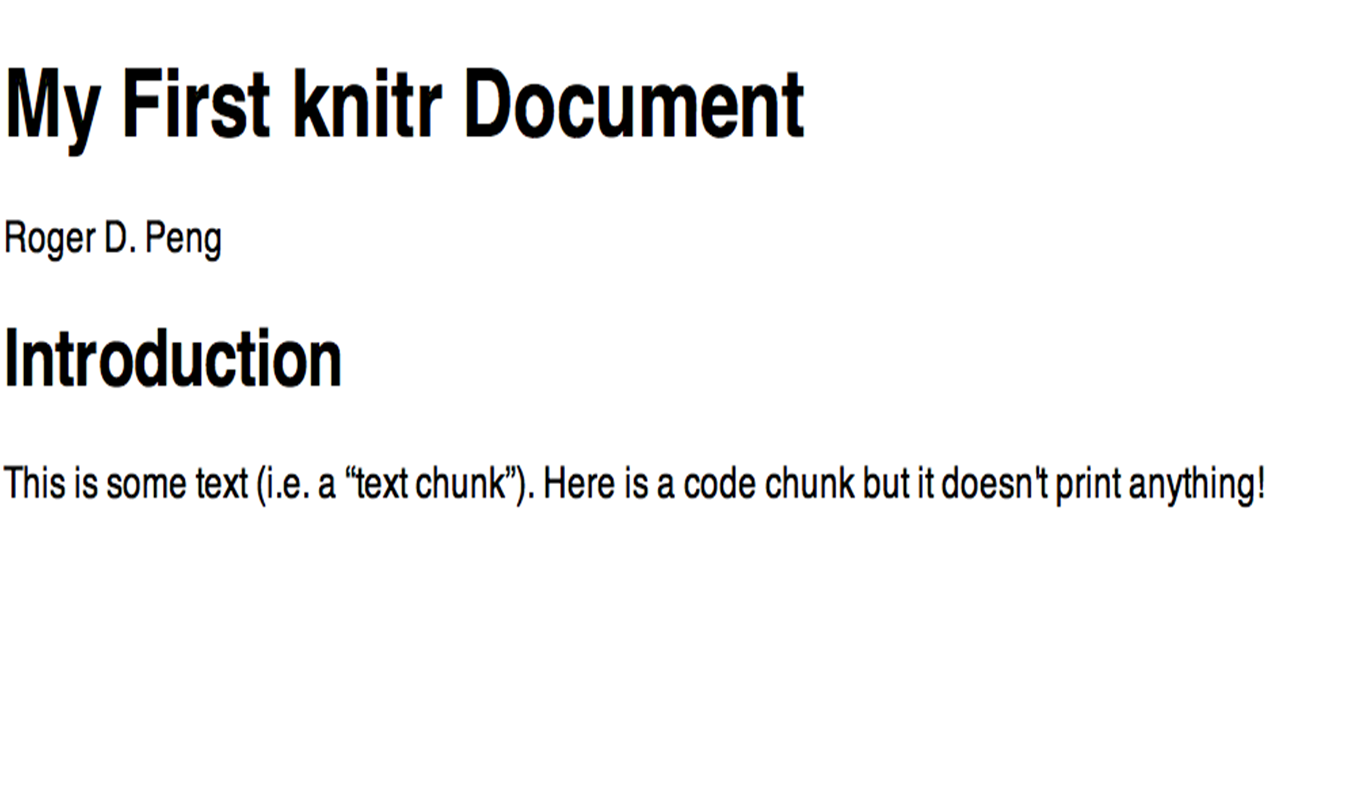 My First knitr Document
Roger D. Peng
Introduction
This is some text (i.e. a “text chunk”). Here is a code chunk but it doesn't print anything!